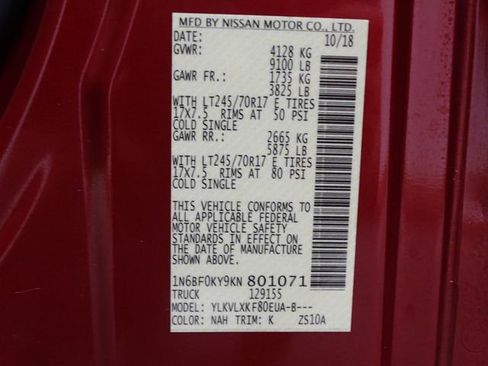 MFD BY NISSAN MOTOR CO., LTD.
DATE: 10/18
GVWR: 4128 KG
9100 LB
GAWR FR.: 1735 KG
3825 LB
WITH LT245/70R17 E TIRES
17X7.5 RIMS AT 50 PSI
COLD SINGLE
GAWR RR.: 2665 KG
5875 LB
WITH LT245/70R17 E TIRES
17X7.5 RIMS AT 80 PSI
COLD SINGLE
THIS VEHICLE CONFORMS TO
ALL APPLICABLE FEDERAL
MOTOR VEHICLE SAFETY
STANDARDS IN EFFECT ON
THE DATE OF MANUFACTURE
SHOWN ABOVE
1N6BF0KY9KN 801071
TRUCK 129155
MODEL: YLKVLXKF80EUA-B---
COLOR: NAH TRIM: K ZS10A